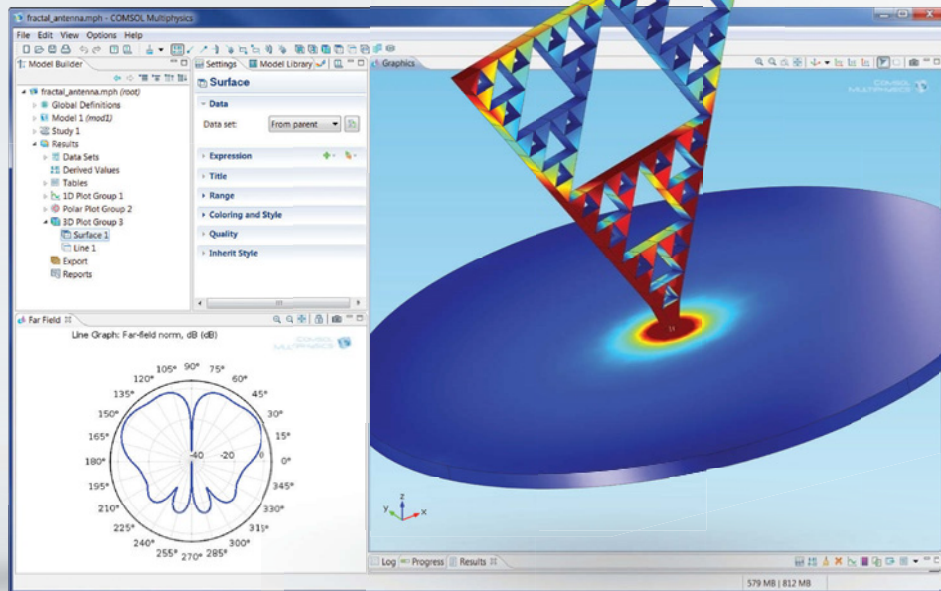 fractal_antenna.mph - COMSOL Multiphysics
File Edit View Options Help
Model Builder
fractal_antenna.mph (root)
Global Definitions
Model 1 (mod1)
Study 1
Results
Data Sets
Derived Values
Tables
1D Plot Group 1
Polar Plot Group 2
3D Plot Group 3
Surface 1
Line 1
Export
Reports
Settings Model Library
Surface
Data
Data set: From parent
Expression
Title
Range
Coloring and Style
Quality
Inherit Style
Graphics
COMSOL
MULTIPHYSICS
Far Field
Line Graph: Far-field norm, dB (dB)
COMSOL
MULTIPHYSICS
105° 90° 75°
120° 60°
135° 45°
150° 30°
165° 15°
180° -40 -20 0 0°
195° 345°
210° 330°
225° 315°
240° 300°
255° 270° 285°
z
y x
Log Progress Results
579 MB | 812 MB